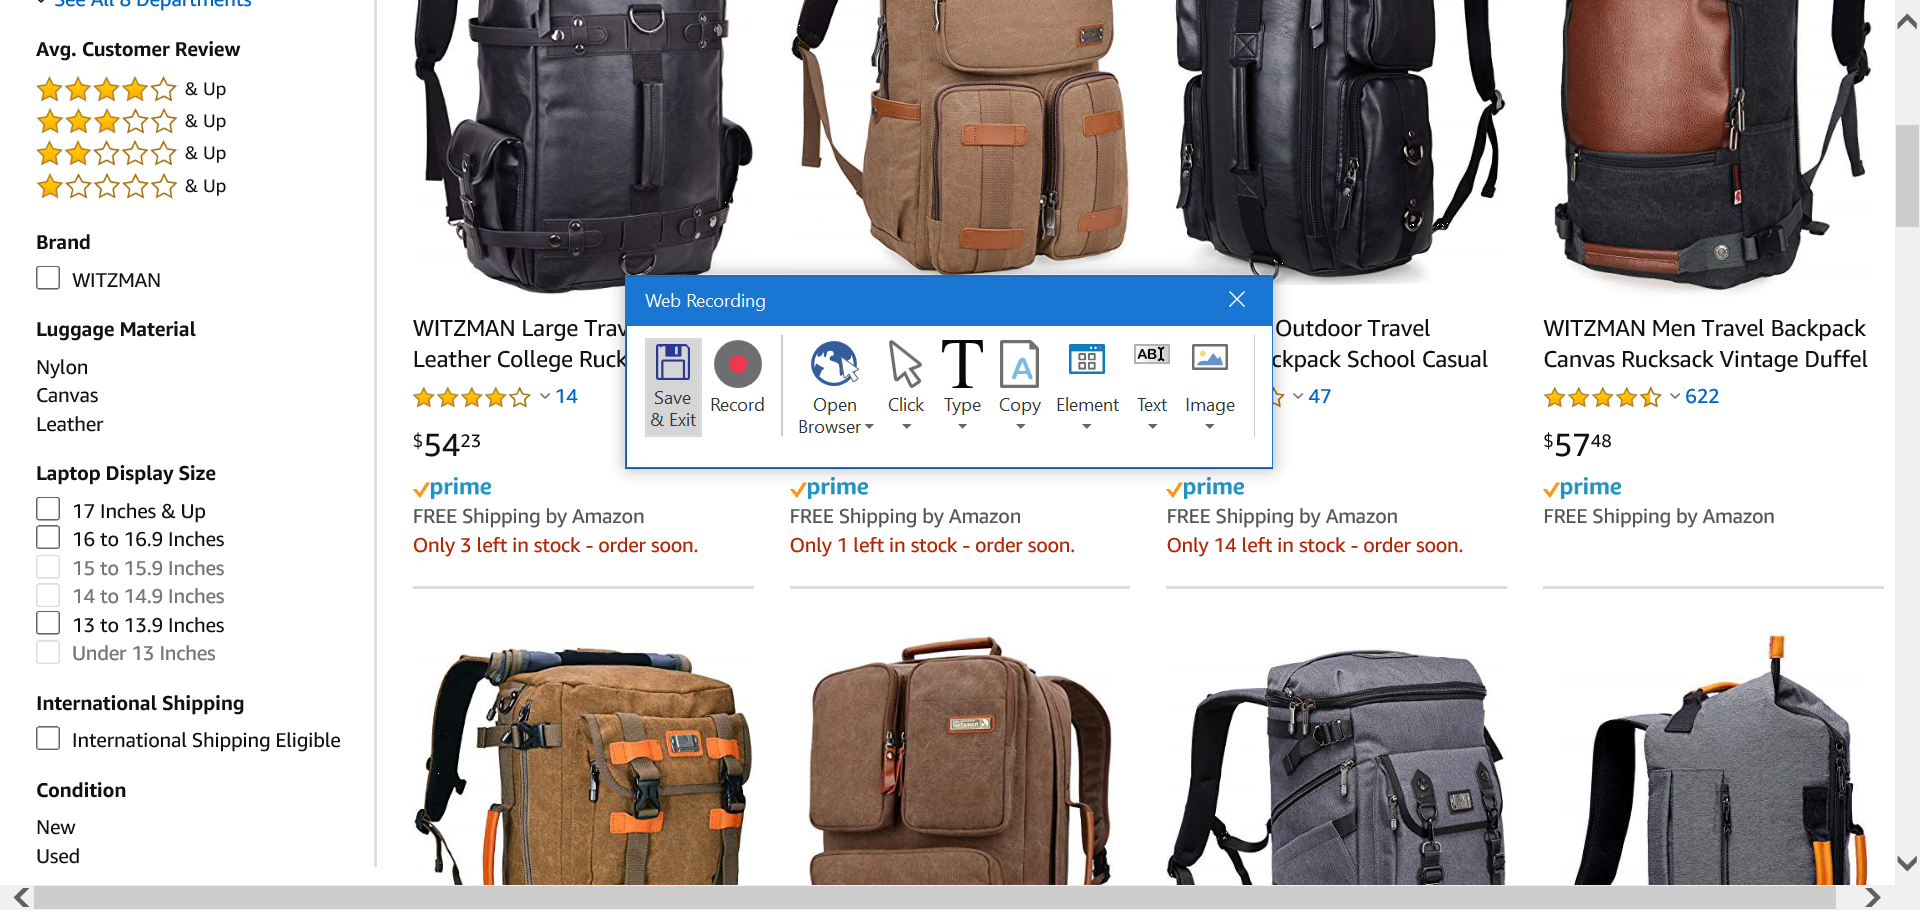 See All 8 Departments
Avg. Customer Review
& Up
& Up
& Up
& Up
Brand
WITZMAN
Luggage Material
Nylon
Canvas
Leather
Laptop Display Size
17 Inches & Up
16 to 16.9 Inches
15 to 15.9 Inches
14 to 14.9 Inches
13 to 13.9 Inches
Under 13 Inches
International Shipping
International Shipping Eligible
Condition
New
Used
WITZMAN Large Trav
Leather College Ruck
14
$5423
prime
FREE Shipping by Amazon
Only 3 left in stock - order soon.
prime
FREE Shipping by Amazon
Only 1 left in stock - order soon.
Outdoor Travel
ckpack School Casual
47
prime
FREE Shipping by Amazon
Only 14 left in stock - order soon.
WITZMAN Men Travel Backpack
Canvas Rucksack Vintage Duffel
622
$5748
prime
FREE Shipping by Amazon
Web Recording
Save
& Exit
Record
Open
Browser
Click
T
Type
A
Copy
Element
AB
Text
Image